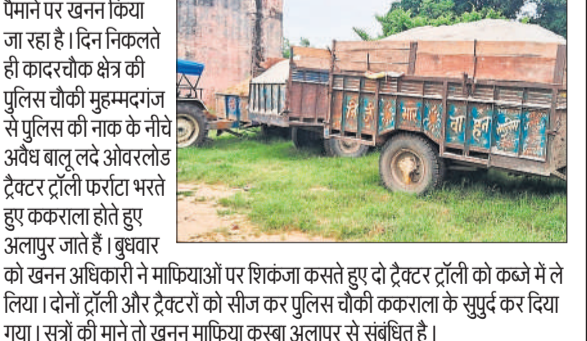 पैमाने पर खनन किया
जा रहा है। दिन निकलते
ही कादरचौक क्षेत्र की
पुलिस चौकी मुहम्मदगंज
से पुलिस की नाक के नीचे
अवैध बालू लदे ओवरलोड
ट्रैक्टर ट्रॉली फर्राटा भरते
हुए ककराला होते हुए
अलापुर जाते हैं। बुधवार
को खनन अधिकारी ने माफियाओं पर शिकंजा कसते हुए दो ट्रैक्टर ट्रॉली को कब्जे में ले
लिया। दोनों ट्रॉली और ट्रैक्टरों को सीज कर पुलिस चौकी ककराला के सुपुर्द कर दिया
गया। सूत्रों की माने तो खनन माफिया कस्बा अलापुर से संबंधित है।